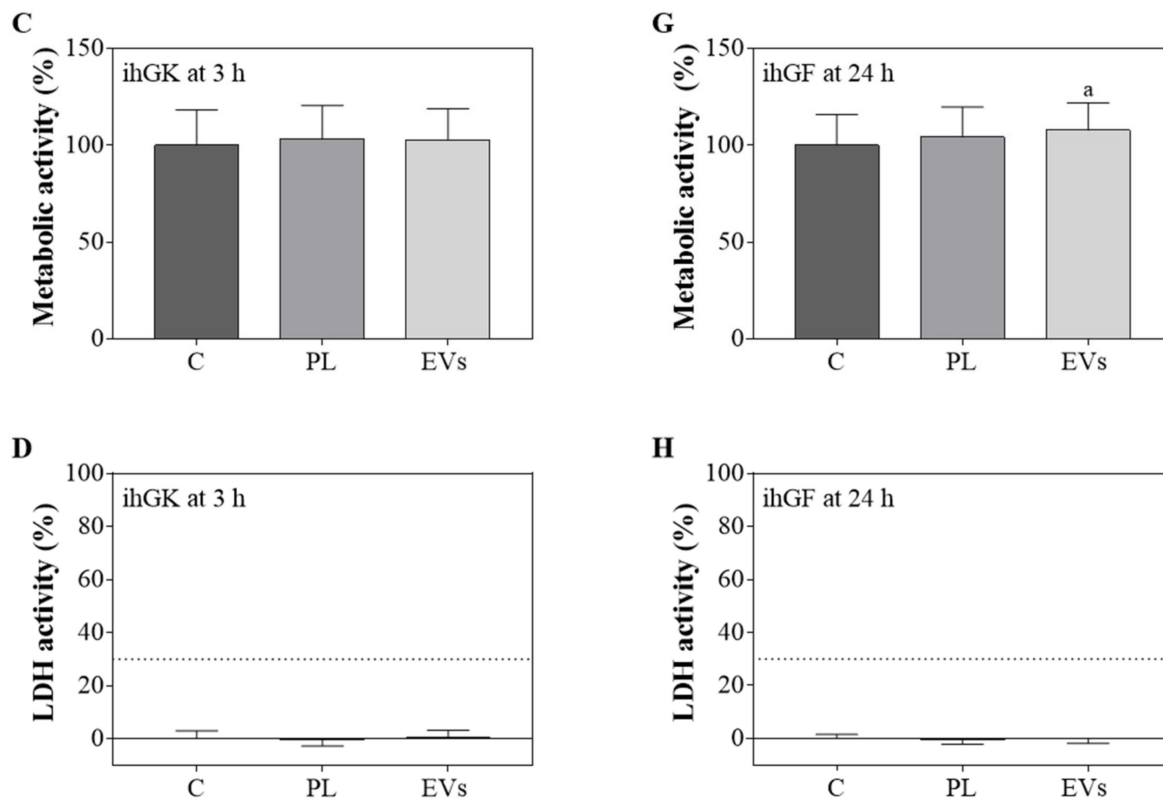 C
Metabolic activity (%)
150
100
50
0
ihGK at 3 h
C PL EVs
G
Metabolic activity (%)
150
100
50
0
ihGF at 24 h
a
C PL EVs
D
LDH activity (%)
100
80
60
40
20
0
ihGK at 3 h
C PL EVs
H
LDH activity (%)
100
80
60
40
20
0
ihGF at 24 h
C PL EVs